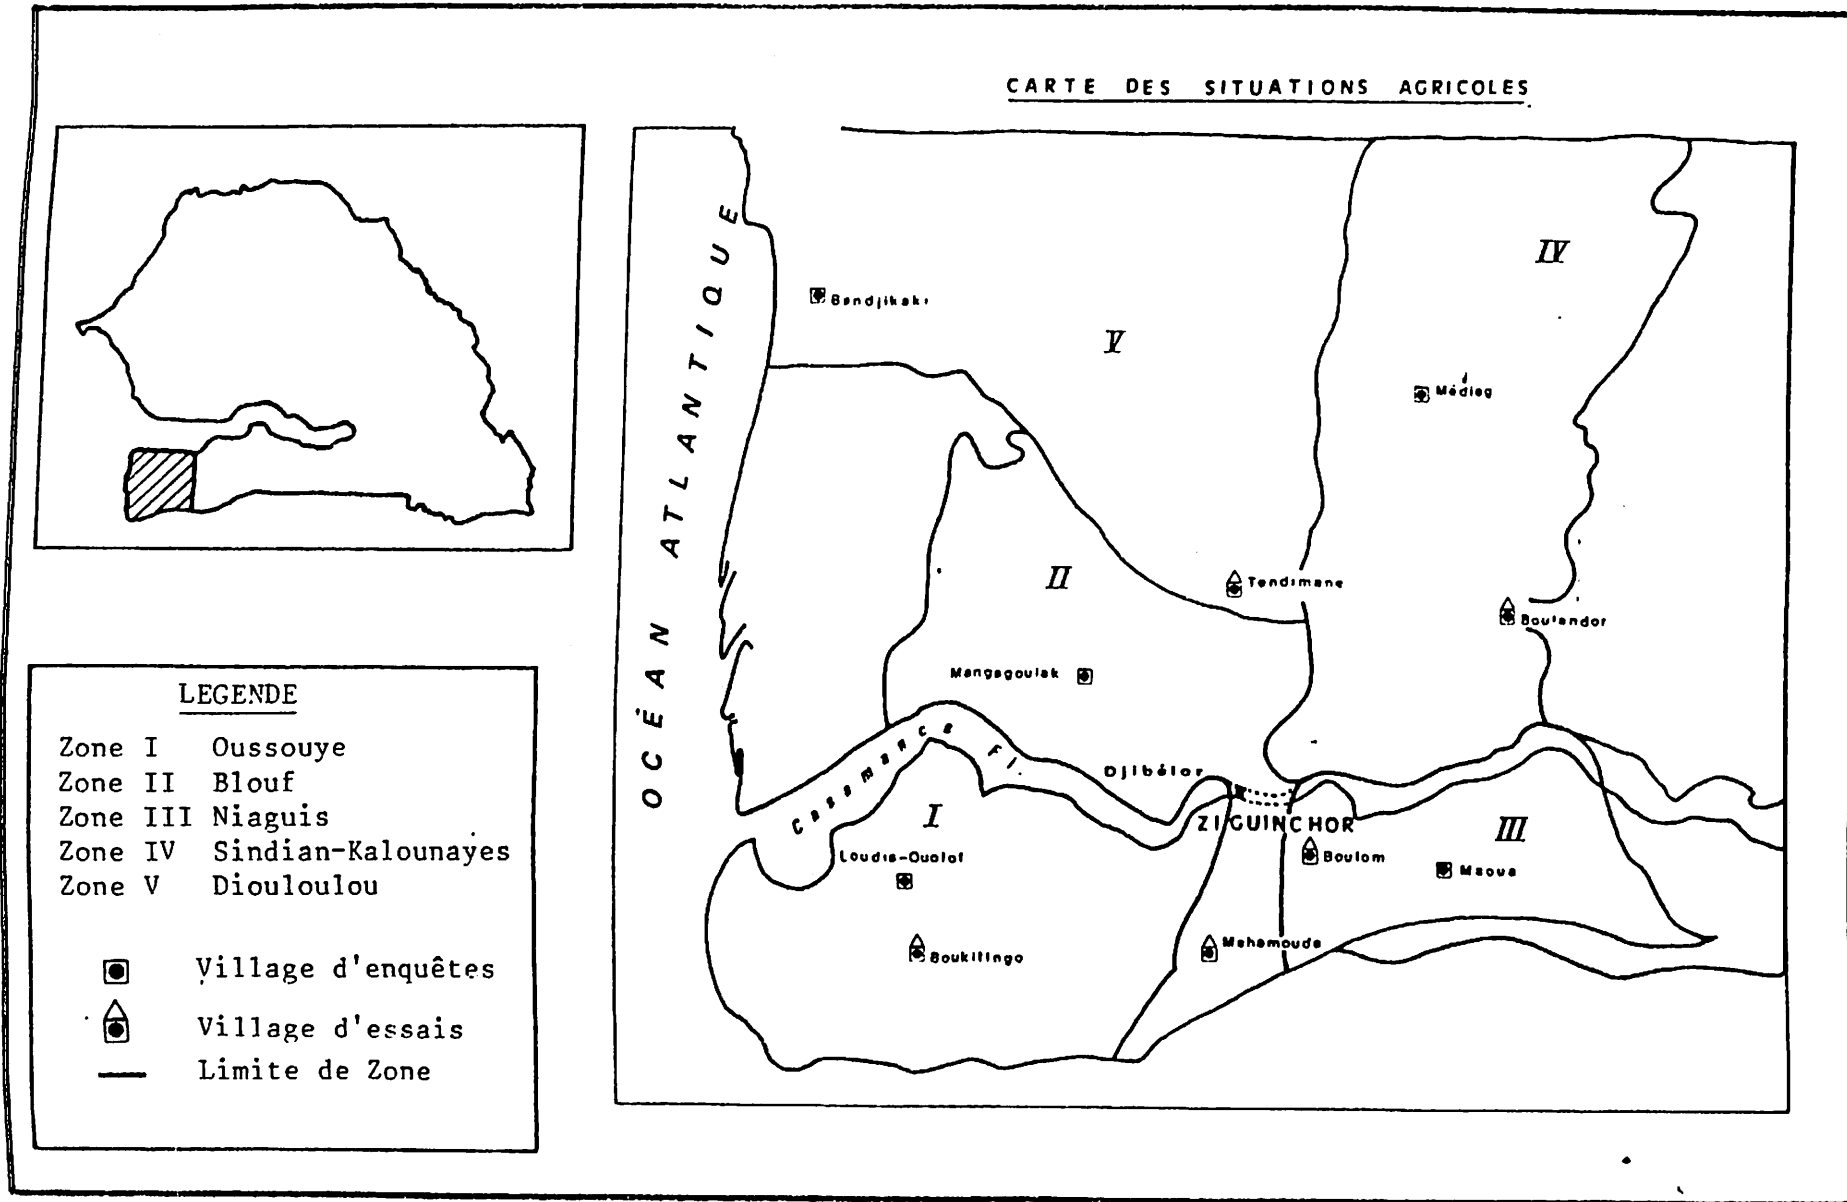 CARTE DES SITUATIONS AGRICOLES
OCÉAN ATLANTIQUE
IV
Bandjikaki
V
Médieg
II
Tendimane
Boulandor
Mangagoulak
Casamance Fl.
Djibélor
I
ZIGUINCHOR
III
Loudia-Oualof
Boulom
Maoua
Mahamouda
Boukitingo
LEGENDE
Zone I Oussouye
Zone II Blouf
Zone III Niaguis
Zone IV Sindian-Kalounayes
Zone V Diouloulou
Village d'enquêtes
Village d'essais
Limite de Zone